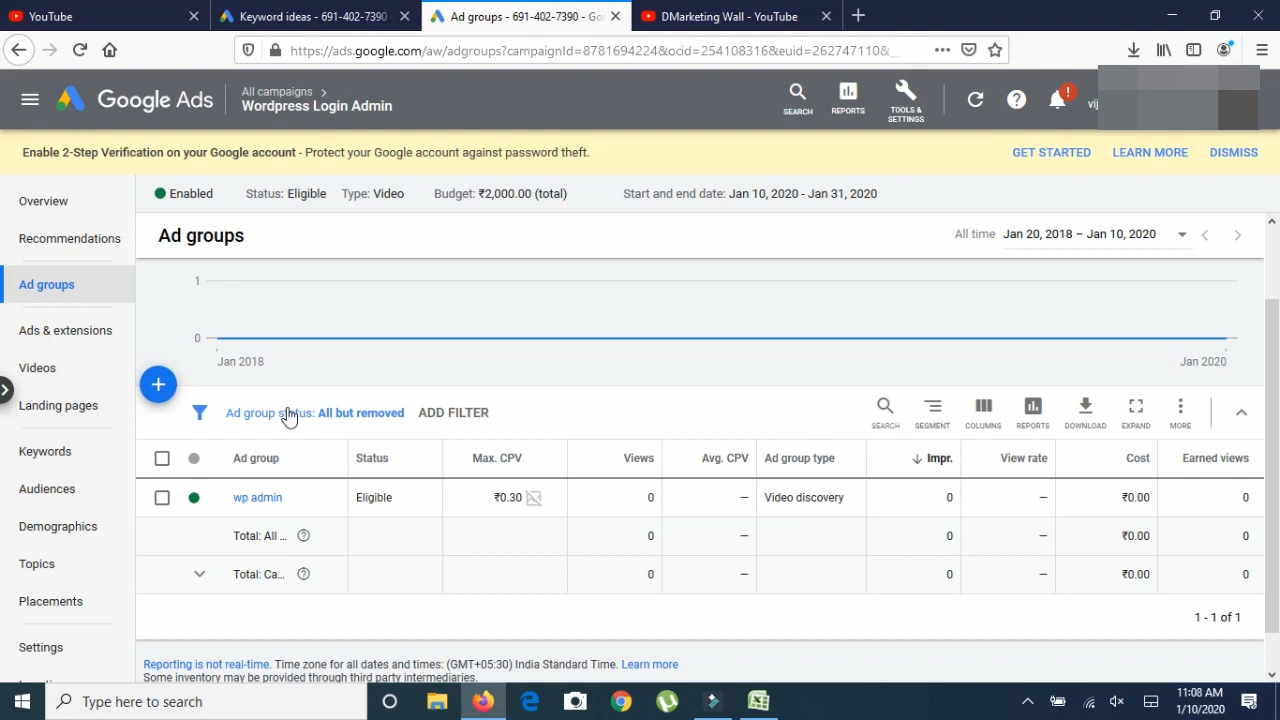 YouTube
Keyword ideas - 691-402-7390 -
Ad groups - 691-402-7390 - Go
DMarketing Wall - YouTube
https://ads.google.com/aw/adgroups?campaignId=8781694224&ocid=254108316&euid=262747110&_
Google Ads
All campaigns >
Wordpress Login Admin
SEARCH
REPORTS
TOOLS &
SETTINGS
vij
Enable 2-Step Verification on your Google account - Protect your Google account against password theft.
GET STARTED
LEARN MORE
DISMISS
Overview
Recommendations
Ad groups
Ads & extensions
Videos
Landing pages
Keywords
Audiences
Demographics
Topics
Placements
Settings
Enabled Status: Eligible Type: Video Budget: ₹2,000.00 (total) Start and end date: Jan 10, 2020 - Jan 31, 2020
Ad groups
All time Jan 20, 2018 – Jan 10, 2020
1
0
Jan 2018
Jan 2020
Ad group status: All but removed ADD FILTER
SEARCH SEGMENT COLUMNS REPORTS DOWNLOAD EXPAND MORE
Ad group Status Max. CPV Views Avg. CPV Ad group type Impr. View rate Cost Earned views
wp admin Eligible ₹0.30 0 — Video discovery 0 — ₹0.00 0
Total: All ... 0 — 0 — ₹0.00 0
Total: Ca... 0 — 0 — ₹0.00 0
1 - 1 of 1
Reporting is not real-time. Time zone for all dates and times: (GMT+05:30) India Standard Time. Learn more
Some inventory may be provided through third party intermediaries.
Type here to search
11:08 AM
1/10/2020